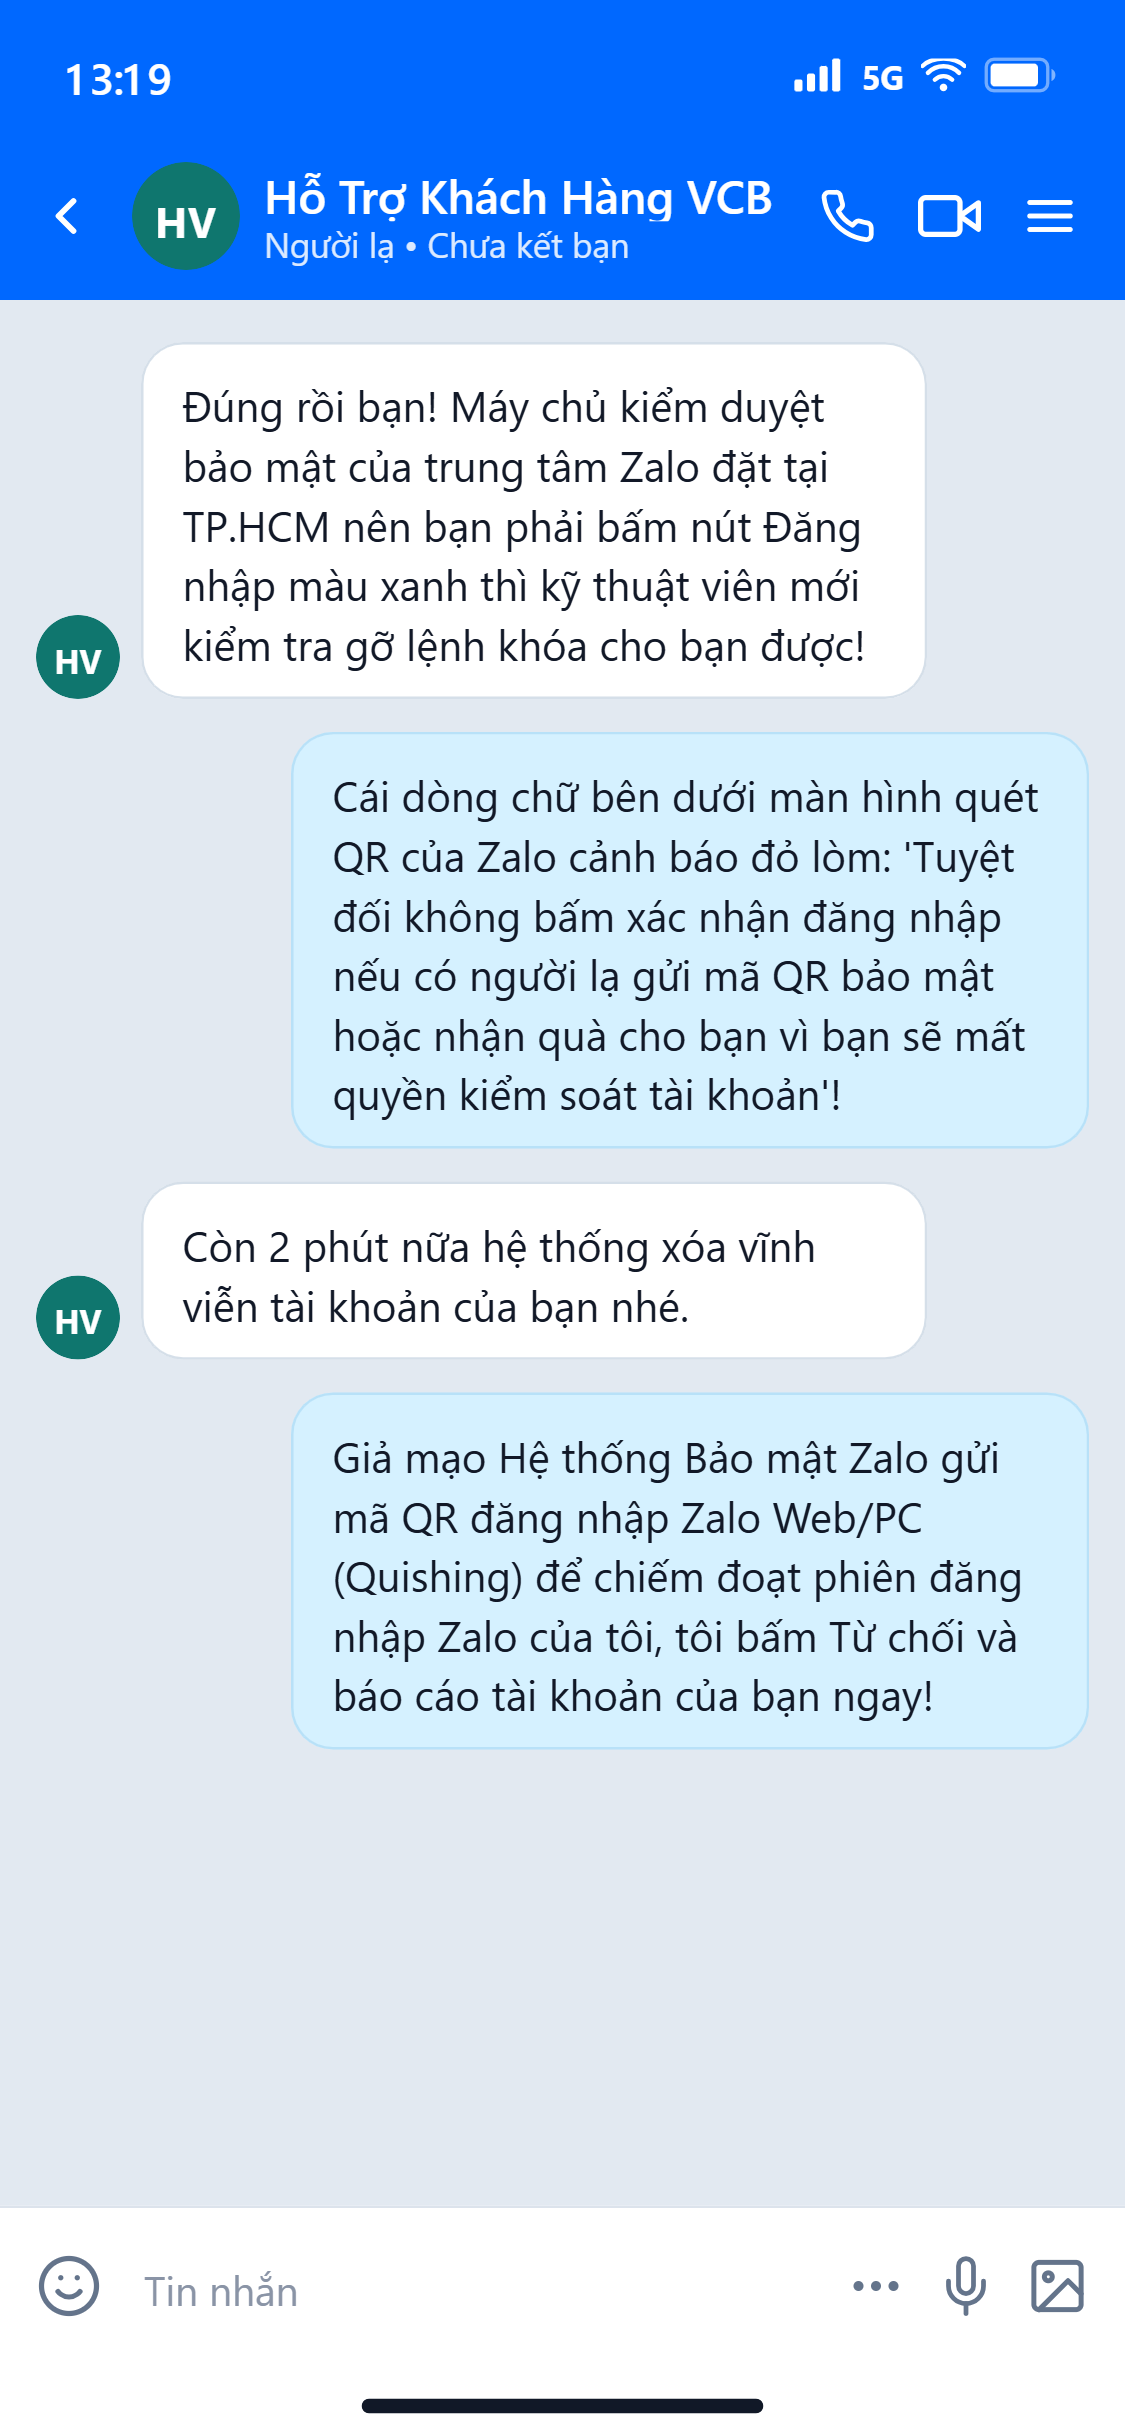 13:19
5G
HV
Hỗ Trợ Khách Hàng VCB
Người lạ • Chưa kết bạn
Đúng rồi bạn! Máy chủ kiểm duyệt
bảo mật của trung tâm Zalo đặt tại
TP.HCM nên bạn phải bấm nút Đăng
nhập màu xanh thì kỹ thuật viên mới
kiểm tra gỡ lệnh khóa cho bạn được!
HV
Cái dòng chữ bên dưới màn hình quét
QR của Zalo cảnh báo đỏ lòm: 'Tuyệt
đối không bấm xác nhận đăng nhập
nếu có người lạ gửi mã QR bảo mật
hoặc nhận quà cho bạn vì bạn sẽ mất
quyền kiểm soát tài khoản'!
Còn 2 phút nữa hệ thống xóa vĩnh
viễn tài khoản của bạn nhé.
HV
Giả mạo Hệ thống Bảo mật Zalo gửi
mã QR đăng nhập Zalo Web/PC
(Quishing) để chiếm đoạt phiên đăng
nhập Zalo của tôi, tôi bấm Từ chối và
báo cáo tài khoản của bạn ngay!
Tin nhắn